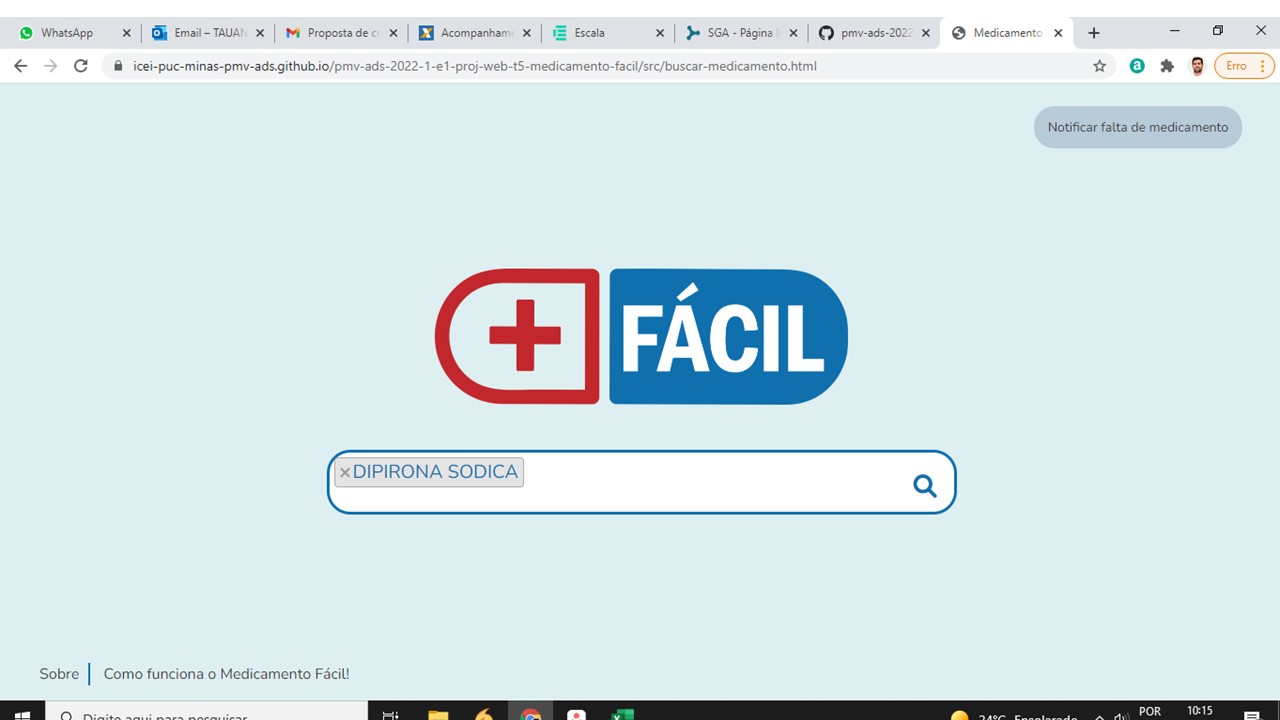 WhatsApp
Email – TAUAN
Proposta de c
Acompanham
Escala
SGA - Página I
pmv-ads-2022
Medicamento
icei-puc-minas-pmv-ads.github.io/pmv-ads-2022-1-e1-proj-web-t5-medicamento-facil/src/buscar-medicamento.html
Erro
Notificar falta de medicamento
FÁCIL
×DIPIRONA SODICA
Sobre
Como funciona o Medicamento Fácil!
Digite aqui para pesquisar
24°C Ensolarado
POR
10:15